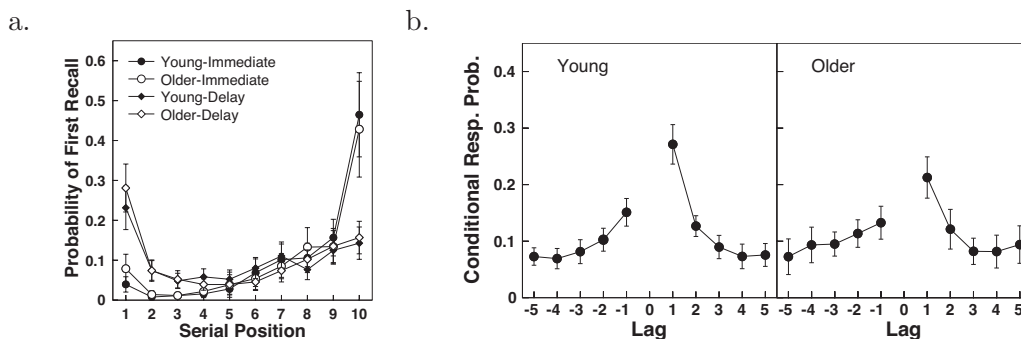 a.
b.
Probability of First Recall
0.6
0.5
0.4
0.3
0.2
0.1
0
Young-Immediate
Older-Immediate
Young-Delay
Older-Delay
1 2 3 4 5 6 7 8 9 10
Serial Position
Conditional Resp. Prob.
0.4
0.3
0.2
0.1
0.0
Young
Older
-5 -4 -3 -2 -1 0 1 2 3 4 5
-5 -4 -3 -2 -1 0 1 2 3 4 5
Lag
Lag